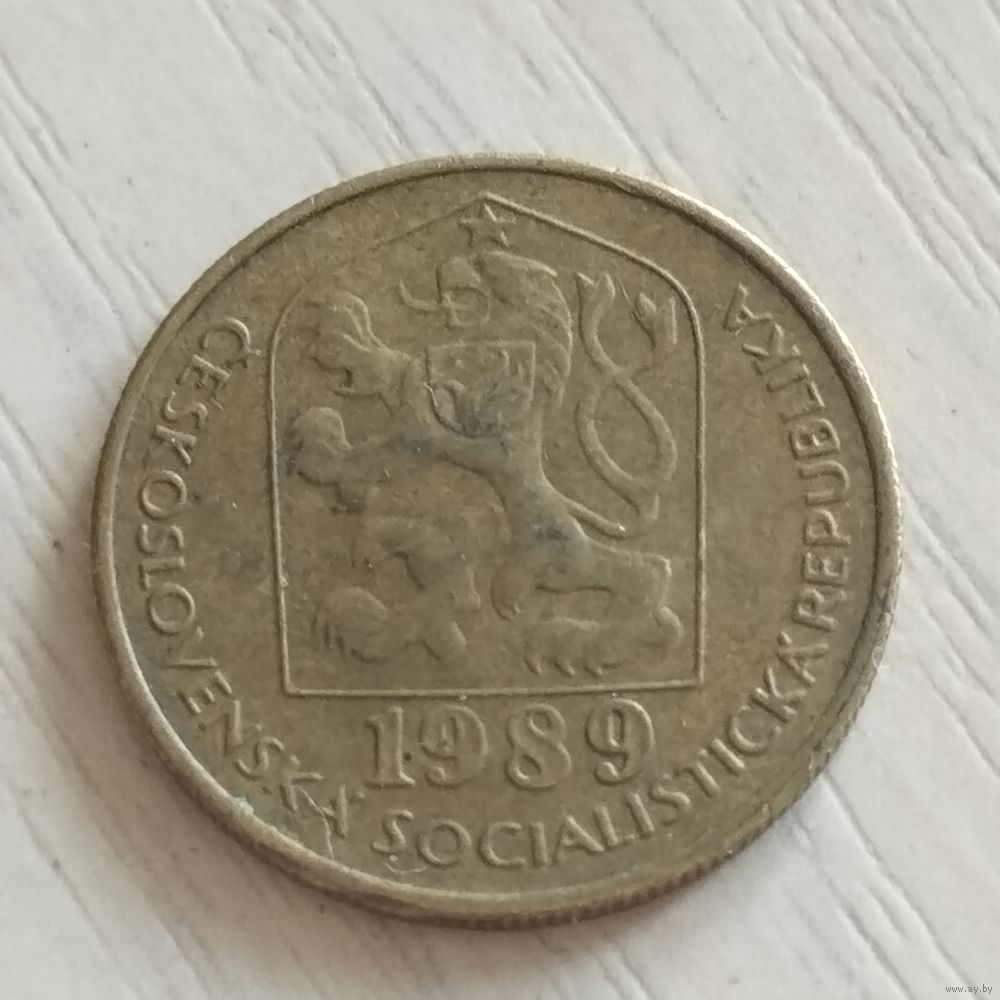 ČESKOSLOVENSKÁ SOCIALISTICKÁ REPUBLIKA
1989
www.ay.by